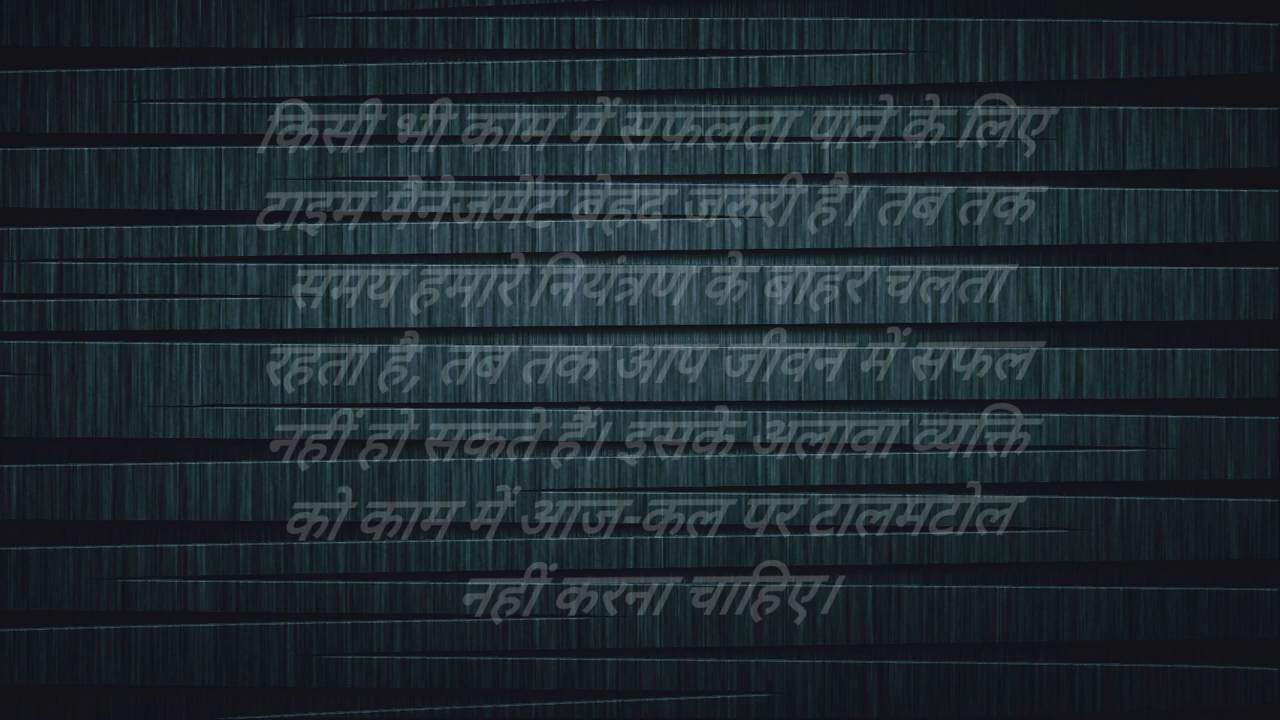 किसी भी काम में सफलता पाने के लिए
टाइम मैनेजमेंट बेहद जरुरी है। तब तक
समय हमारे नियंत्रण के बाहर चलता
रहता है, तब तक आप जीवन में सफल
नहीं हो सकते हैं। इसके अलावा व्यक्ति
को काम में आज-कल पर टालमटोल
नहीं करना चाहिए।